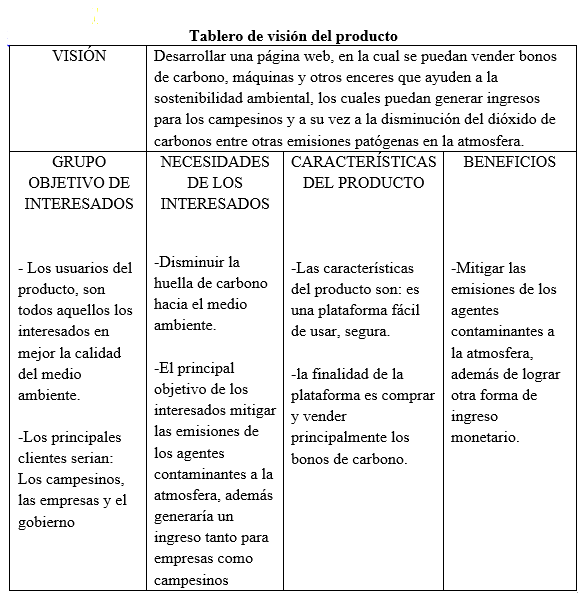 Tablero de visión del producto
VISIÓN
Desarrollar una página web, en la cual se puedan vender bonos
de carbono, máquinas y otros enceres que ayuden a la
sostenibilidad ambiental, los cuales puedan generar ingresos
para los campesinos y a su vez a la disminución del dióxido de
carbonos entre otras emisiones patógenas en la atmosfera.
GRUPO
OBJETIVO DE
INTERESADOS
- Los usuarios del
producto, son
todos aquellos los
interesados en
mejor la calidad
del medio
ambiente.
-Los principales
clientes serian:
Los campesinos,
las empresas y el
gobierno
NECESIDADES
DE LOS
INTERESADOS
-Disminuir la
huella de carbono
hacia el medio
ambiente.
-El principal
objetivo de los
interesados mitigar
las emisiones de
los agentes
contaminantes a la
atmosfera, además
generaría un
ingreso tanto para
empresas como
campesinos
CARACTERÍSTICAS
DEL PRODUCTO
-Las características
del producto son: es
una plataforma fácil
de usar, segura.
-la finalidad de la
plataforma es comprar
y vender
principalmente los
bonos de carbono.
BENEFICIOS
-Mitigar las
emisiones de los
agentes
contaminantes a
la atmosfera,
además de lograr
otra forma de
ingreso
monetario.